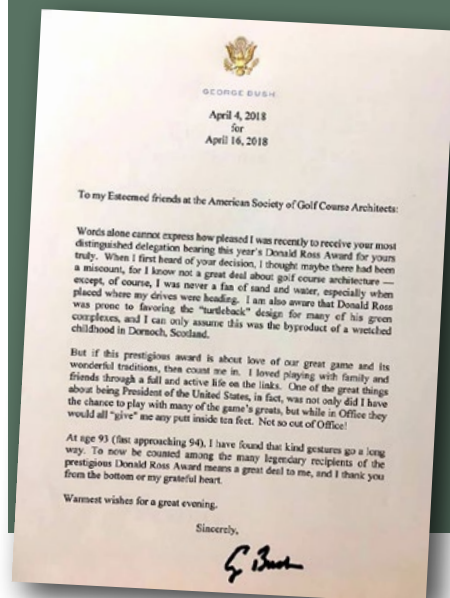 GEORGE BUSH
April 4, 2018
for
April 16, 2018
To my Esteemed friends at the American Society of Golf Course Architects:
Words alone cannot express how pleased I was recently to receive your most
distinguished delegation bearing this year's Donald Ross Award for yours
truly. When I first heard of your decision, I thought maybe there had been
a miscount, for I know not a great deal about golf course architecture —
except, of course, I was never a fan of sand and water, especially when
placed where my drives were heading. I am also aware that Donald Ross
was prone to favoring the "turtleback" design for many of his green
complexes, and I can only assume this was the byproduct of a wretched
childhood in Dornoch, Scotland.
But if this prestigious award is about love of our great game and its
wonderful traditions, then count me in. I loved playing with family and
friends through a full and active life on the links. One of the great things
about being President of the United States, in fact, was not only did I have
the chance to play with many of the game's greats, but while in Office they
would all "give" me any putt inside ten feet. Not so out of Office!
At age 93 (fast approaching 94), I have found that kind gestures go a long
way. To now be counted among the many legendary recipients of the
prestigious Donald Ross Award means a great deal to me, and I thank you
from the bottom or my grateful heart.
Warmest wishes for a great evening.
Sincerely,
G Bush